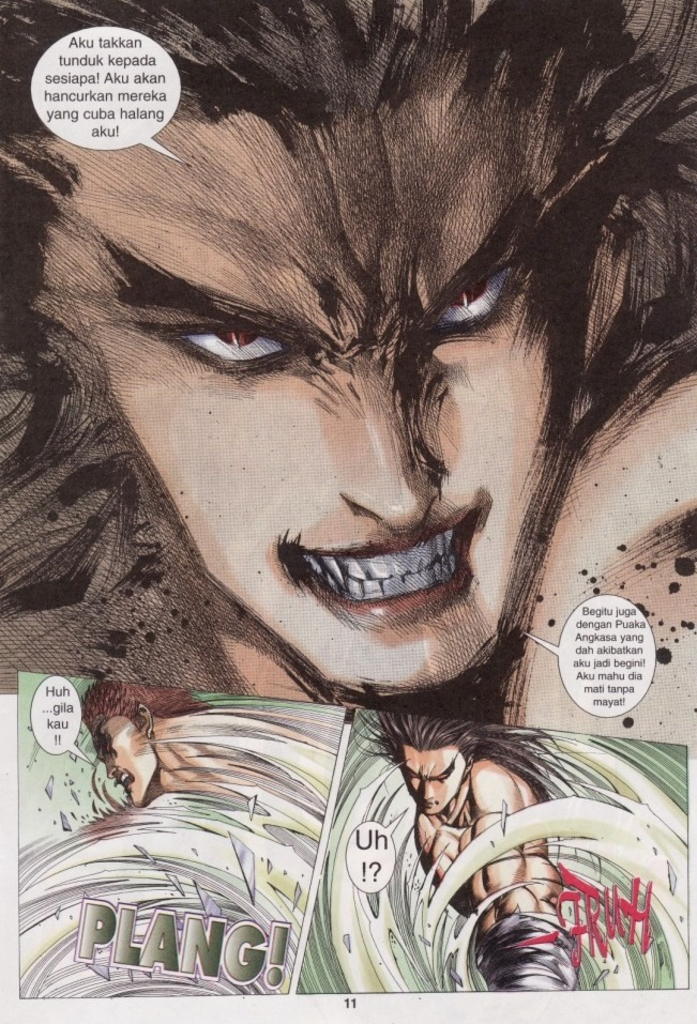 Aku takkan
tunduk kepada
sesiapa! Aku akan
hancurkan mereka
yang cuba halang
aku!
Begitu juga
dengan Puaka
Angkasa yang
dah akibatkan
aku jadi begini!
Aku mahu dia
mati tanpa
mayat!
Huh
...gila
kau
!!
PLANG!
Uh
!?
TRUH
11